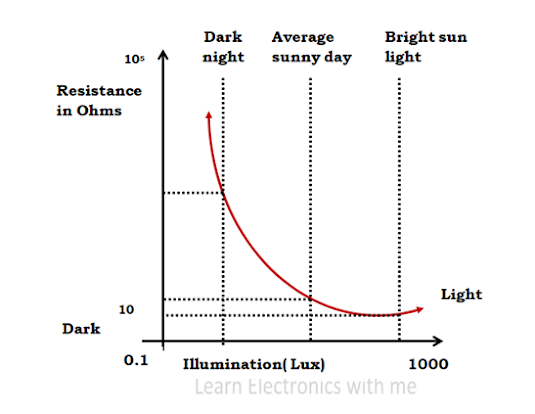 Dark night
Average sunny day
Bright sun light
10⁵
Resistance
in Ohms
10
Light
Dark
0.1
Illumination( Lux)
1000
Learn Electronics with me